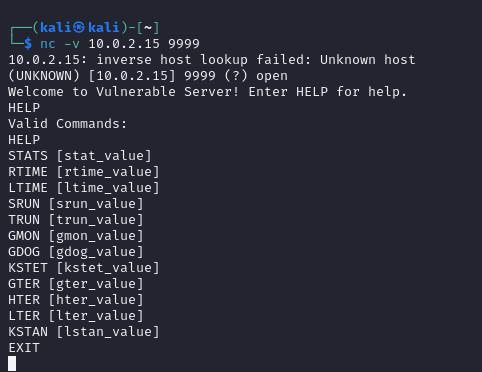 ┌──(kali㉿kali)-[~]
└─$ nc -v 10.0.2.15 9999
10.0.2.15: inverse host lookup failed: Unknown host
(UNKNOWN) [10.0.2.15] 9999 (?) open
Welcome to Vulnerable Server! Enter HELP for help.
HELP
Valid Commands:
HELP
STATS [stat_value]
RTIME [rtime_value]
LTIME [ltime_value]
SRUN [srun_value]
TRUN [trun_value]
GMON [gmon_value]
GDOG [gdog_value]
KSTET [kstet_value]
GTER [gter_value]
HTER [hter_value]
LTER [lter_value]
KSTAN [lstan_value]
EXIT